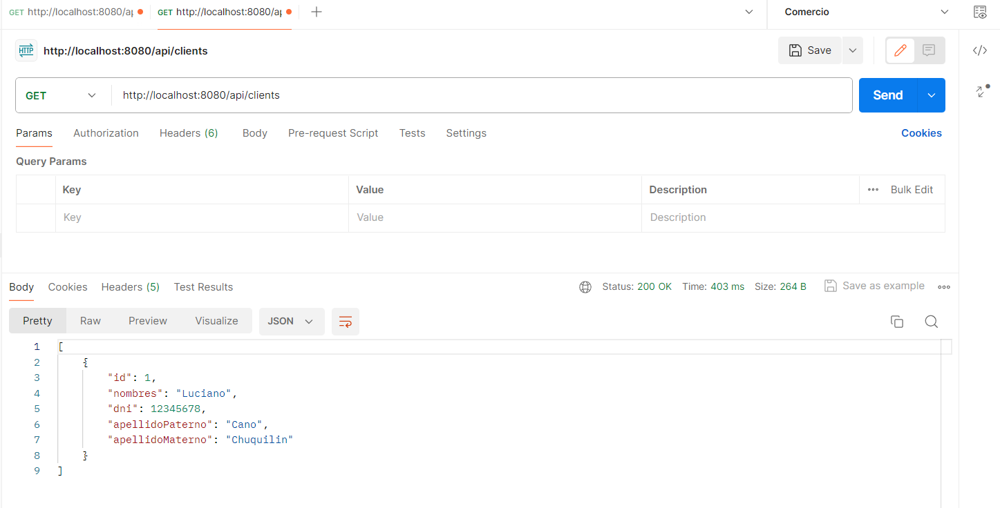 GET http://localhost:8080/ap GET http://localhost:8080/ap Comercio
HTTP http://localhost:8080/api/clients Save
GET http://localhost:8080/api/clients Send
Params Authorization Headers (6) Body Pre-request Script Tests Settings Cookies
Query Params
Key Value Description Bulk Edit
Key Value Description
Body Cookies Headers (5) Test Results Status: 200 OK Time: 403 ms Size: 264 B Save as example
Pretty Raw Preview Visualize JSON
1 [
2 {
3 "id": 1,
4 "nombres": "Luciano",
5 "dni": 12345678,
6 "apellidoPaterno": "Cano",
7 "apellidoMaterno": "Chuquilin"
8 }
9 ]